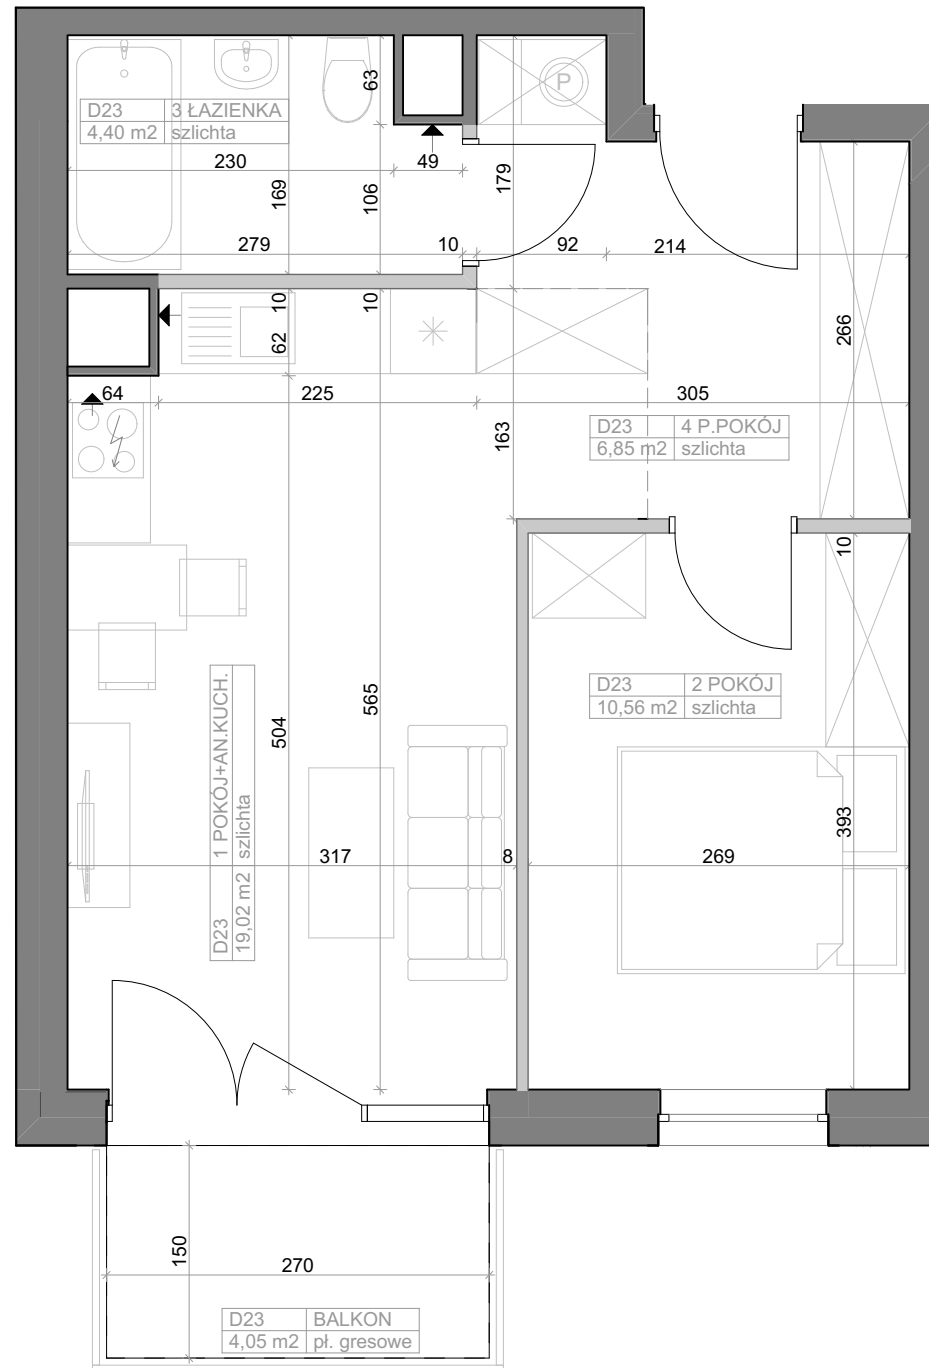 63
P
D23 3 ŁAZIENKA
4,40 m2 szlichta
230
49
179
169
106
279
10
92
214
10
62
10
266
64
225
305
163
D23 4 P.POKÓJ
6,85 m2 szlichta
10
D23 1 POKÓJ+AN.KUCH.
19,02 m2 szlichta
504
565
D23 2 POKÓJ
10,56 m2 szlichta
393
317
8
269
150
270
D23 BALKON
4,05 m2 pł. gresowe